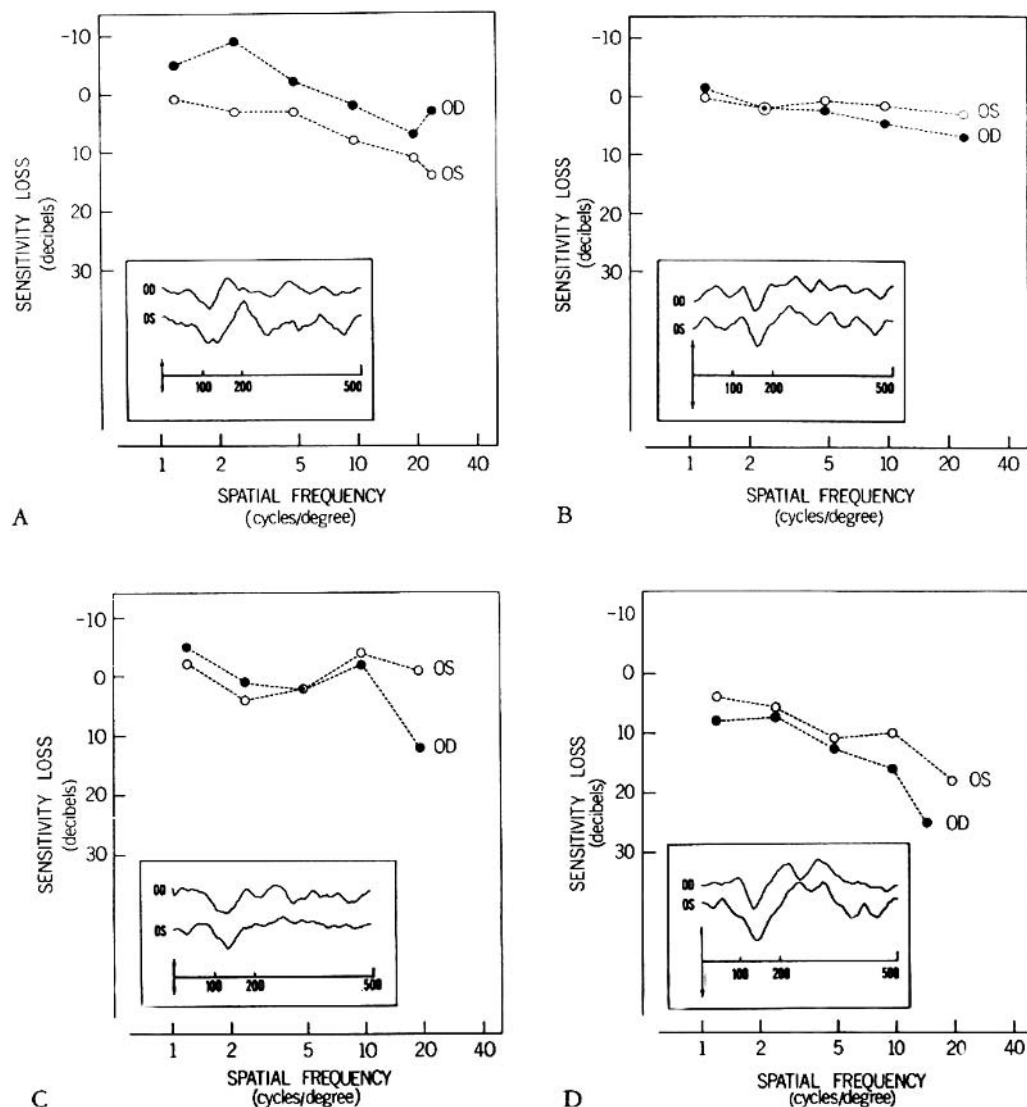 -10
0
10
20
30
SENSITIVITY LOSS
(decibels)
OD
OS
OD
OS
100
200
500
1
2
5
10
20
40
SPATIAL FREQUENCY
(cycles/degree)
A
-10
0
10
20
30
SENSITIVITY LOSS
(decibels)
OS
OD
OD
OS
100
200
500
1
2
5
10
20
40
SPATIAL FREQUENCY
(cycles/degree)
B
-10
0
10
20
30
SENSITIVITY LOSS
(decibels)
OS
OD
OD
OS
100
200
500
1
2
5
10
20
40
SPATIAL FREQUENCY
(cycles/degree)
C
-10
0
10
20
30
SENSITIVITY LOSS
(decibels)
OS
OD
OD
OS
100
200
500
1
2
5
10
20
40
SPATIAL FREQUENCY
(cycles/degree)
D